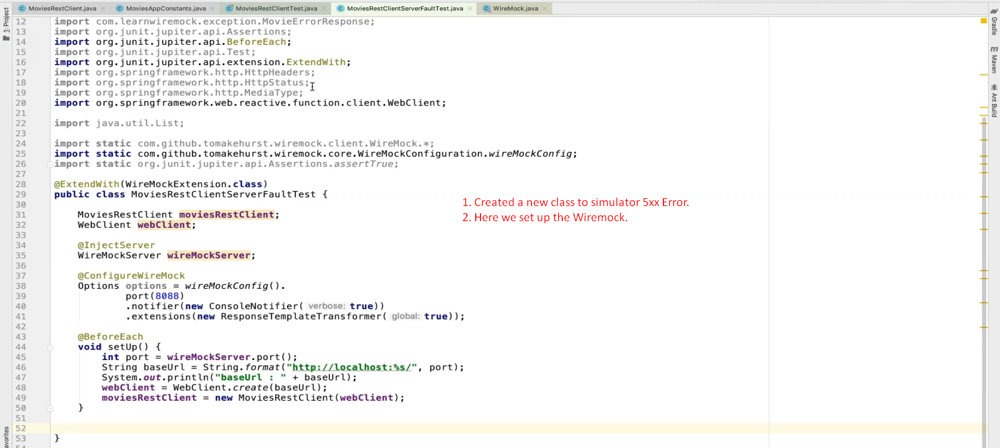 MoviesRestClient.java × MoviesAppConstants.java × MoviesRestClientTest.java × MoviesRestClientServerFaultTest.java × WireMock.java ×
1: Project
Gradle
Maven
Ant Build
12 import com.learnwiremock.exception.MovieErrorResponse;
13 import org.junit.jupiter.api.Assertions;
14 import org.junit.jupiter.api.BeforeEach;
15 import org.junit.jupiter.api.Test;
16 import org.junit.jupiter.api.extension.ExtendWith;
17 import org.springframework.http.HttpHeaders;
18 import org.springframework.http.HttpStatus;
19 import org.springframework.http.MediaType;
20 import org.springframework.web.reactive.function.client.WebClient;
21
22 import java.util.List;
23
24 import static com.github.tomakehurst.wiremock.client.WireMock.*;
25 import static com.github.tomakehurst.wiremock.core.WireMockConfiguration.wireMockConfig;
26 import static org.junit.jupiter.api.Assertions.assertTrue;
27
28 @ExtendWith(WireMockExtension.class)
29 public class MoviesRestClientServerFaultTest {
30
1. Created a new class to simulator 5xx Error.
31 MoviesRestClient moviesRestClient;
2. Here we set up the Wiremock.
32 WebClient webClient;
33
34 @InjectServer
35 WireMockServer wireMockServer;
36
37 @ConfigureWireMock
38 Options options = wireMockConfig().
39 port(8088)
40 .notifier(new ConsoleNotifier( verbose: true))
41 .extensions(new ResponseTemplateTransformer( global: true));
42
43 @BeforeEach
44 void setUp() {
45 int port = wireMockServer.port();
46 String baseUrl = String.format("http://localhost:%s/", port);
47 System.out.println("baseUrl : " + baseUrl);
48 webClient = WebClient.create(baseUrl);
49 moviesRestClient = new MoviesRestClient(webClient);
50 }
51
52
53 }
avorites